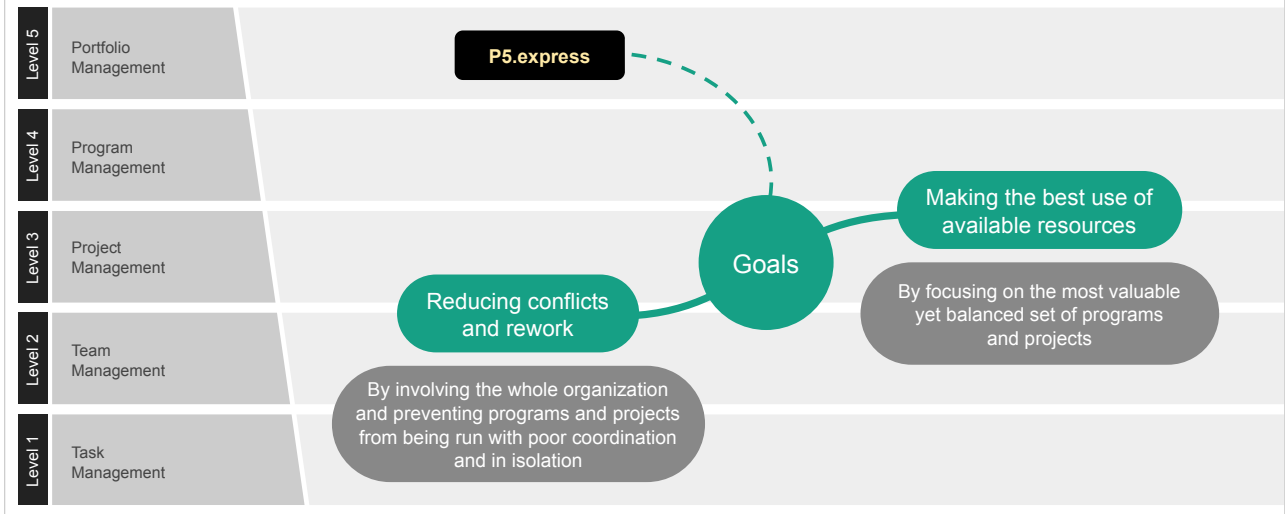 Level 5
Portfolio
Management
P5.express
Level 4
Program
Management
Making the best use of
available resources
Level 3
Project
Management
Goals
By focusing on the most valuable
yet balanced set of programs
and projects
Reducing conflicts
and rework
Level 2
Team
Management
By involving the whole organization
and preventing programs and projects
from being run with poor coordination
and in isolation
Level 1
Task
Management